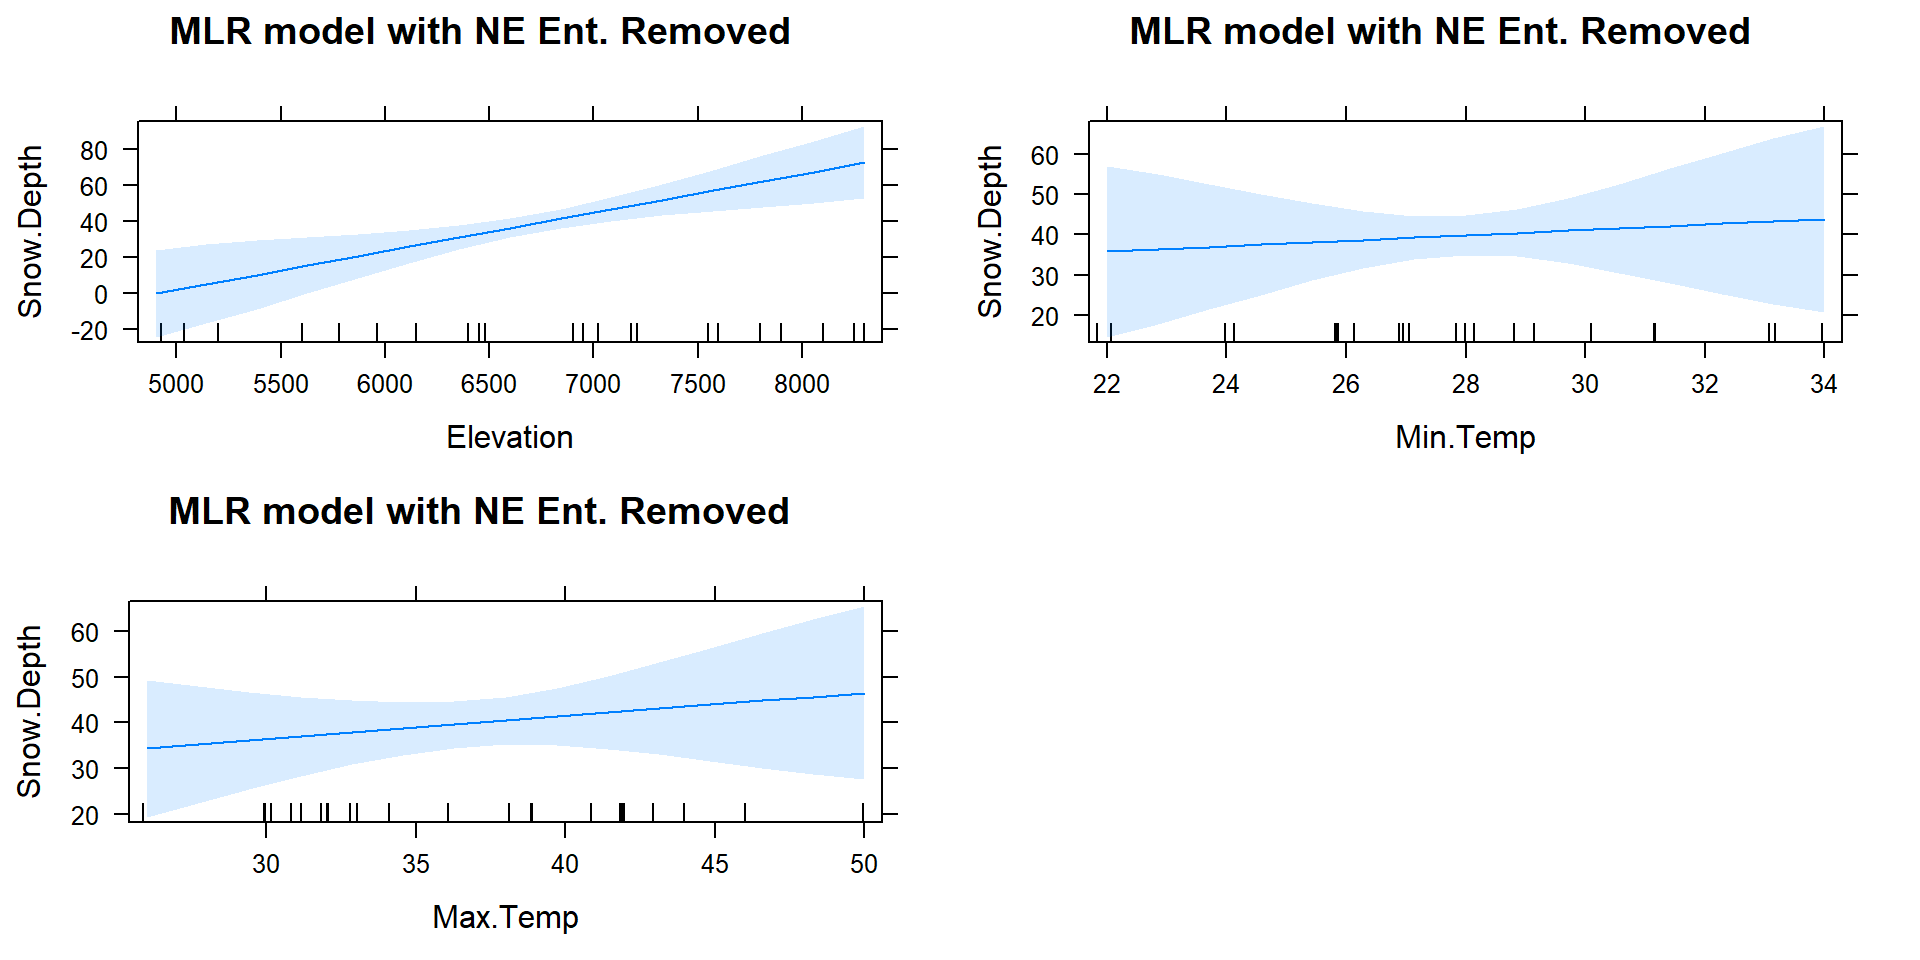 MLR model with NE Ent. Removed
Snow.Depth
80
60
40
20
0
-20
5000 5500 6000 6500 7000 7500 8000
Elevation
MLR model with NE Ent. Removed
Snow.Depth
60
50
40
30
20
22 24 26 28 30 32 34
Min.Temp
MLR model with NE Ent. Removed
Snow.Depth
60
50
40
30
20
30 35 40 45 50
Max.Temp